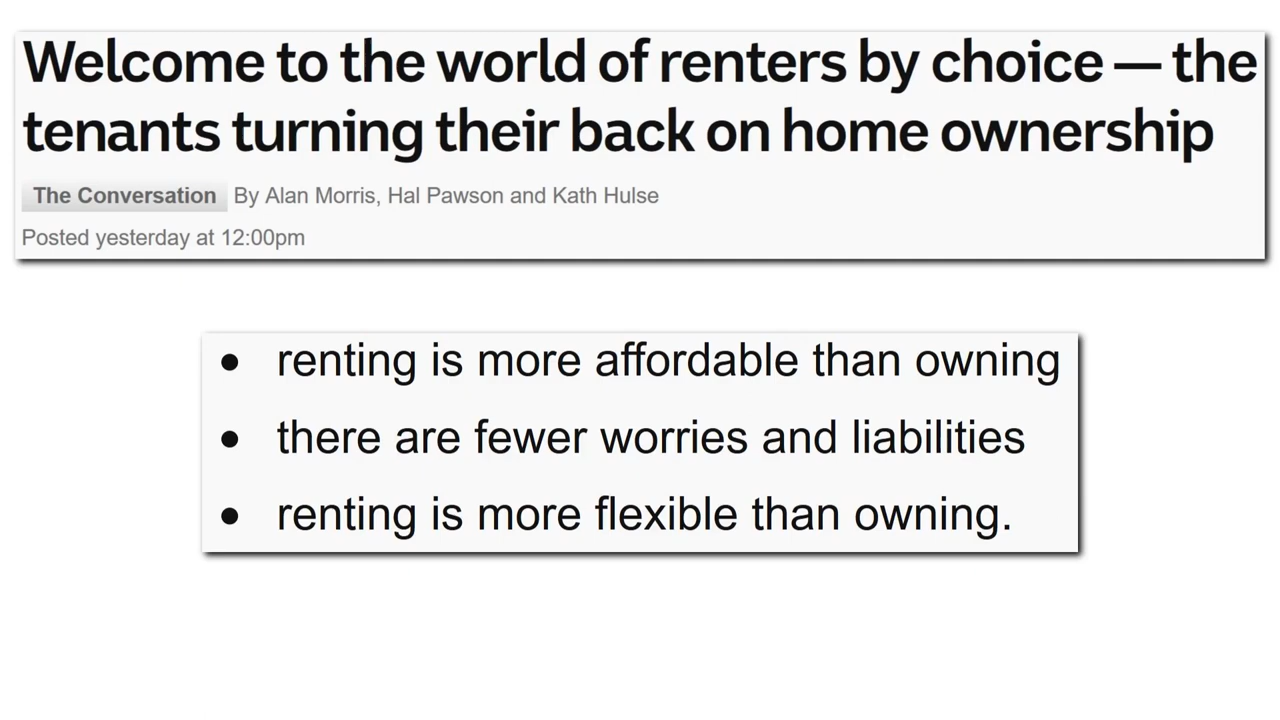 Welcome to the world of renters by choice — the
tenants turning their back on home ownership
The Conversation By Alan Morris, Hal Pawson and Kath Hulse
Posted yesterday at 12:00pm
● renting is more affordable than owning
● there are fewer worries and liabilities
● renting is more flexible than owning.